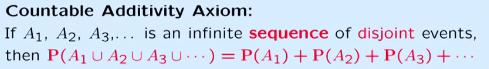 Countable Additivity Axiom:
If A₁, A₂, A₃,... is an infinite sequence of disjoint events,
then P(A₁ ∪ A₂ ∪ A₃ ∪ ···) = P(A₁) + P(A₂) + P(A₃) + ···